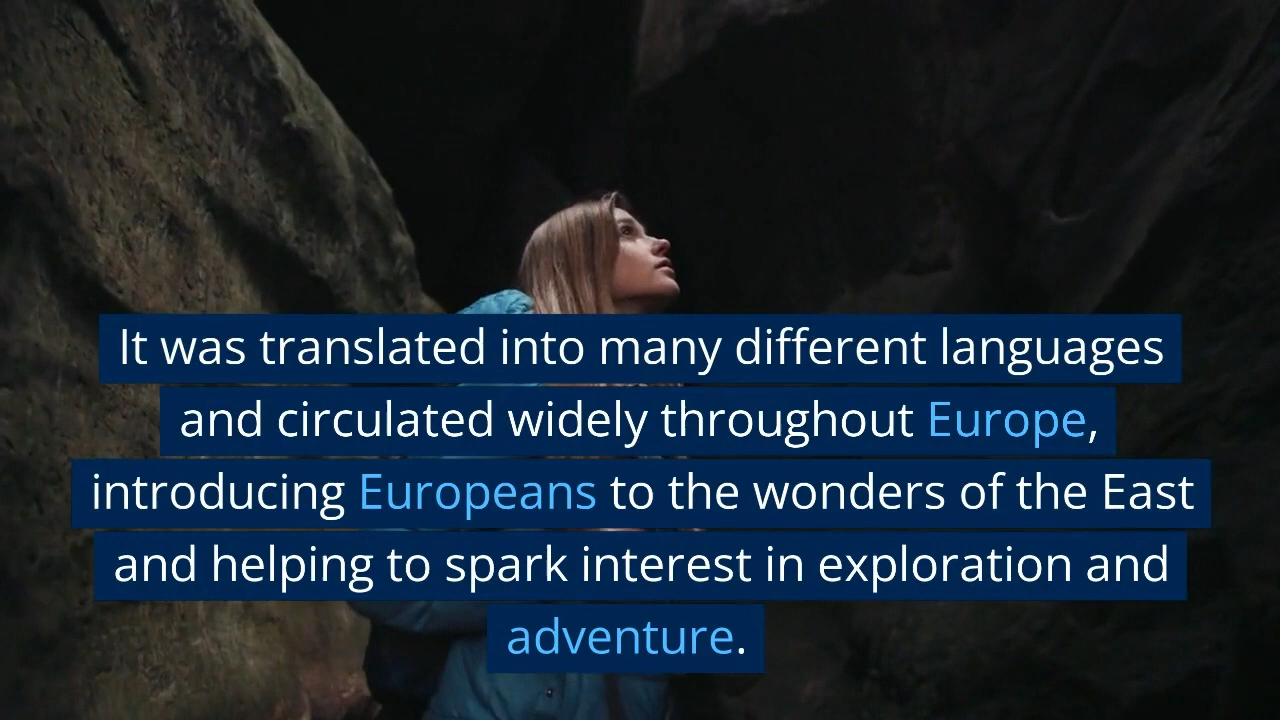 It was translated into many different languages
and circulated widely throughout Europe,
introducing Europeans to the wonders of the East
and helping to spark interest in exploration and
adventure.